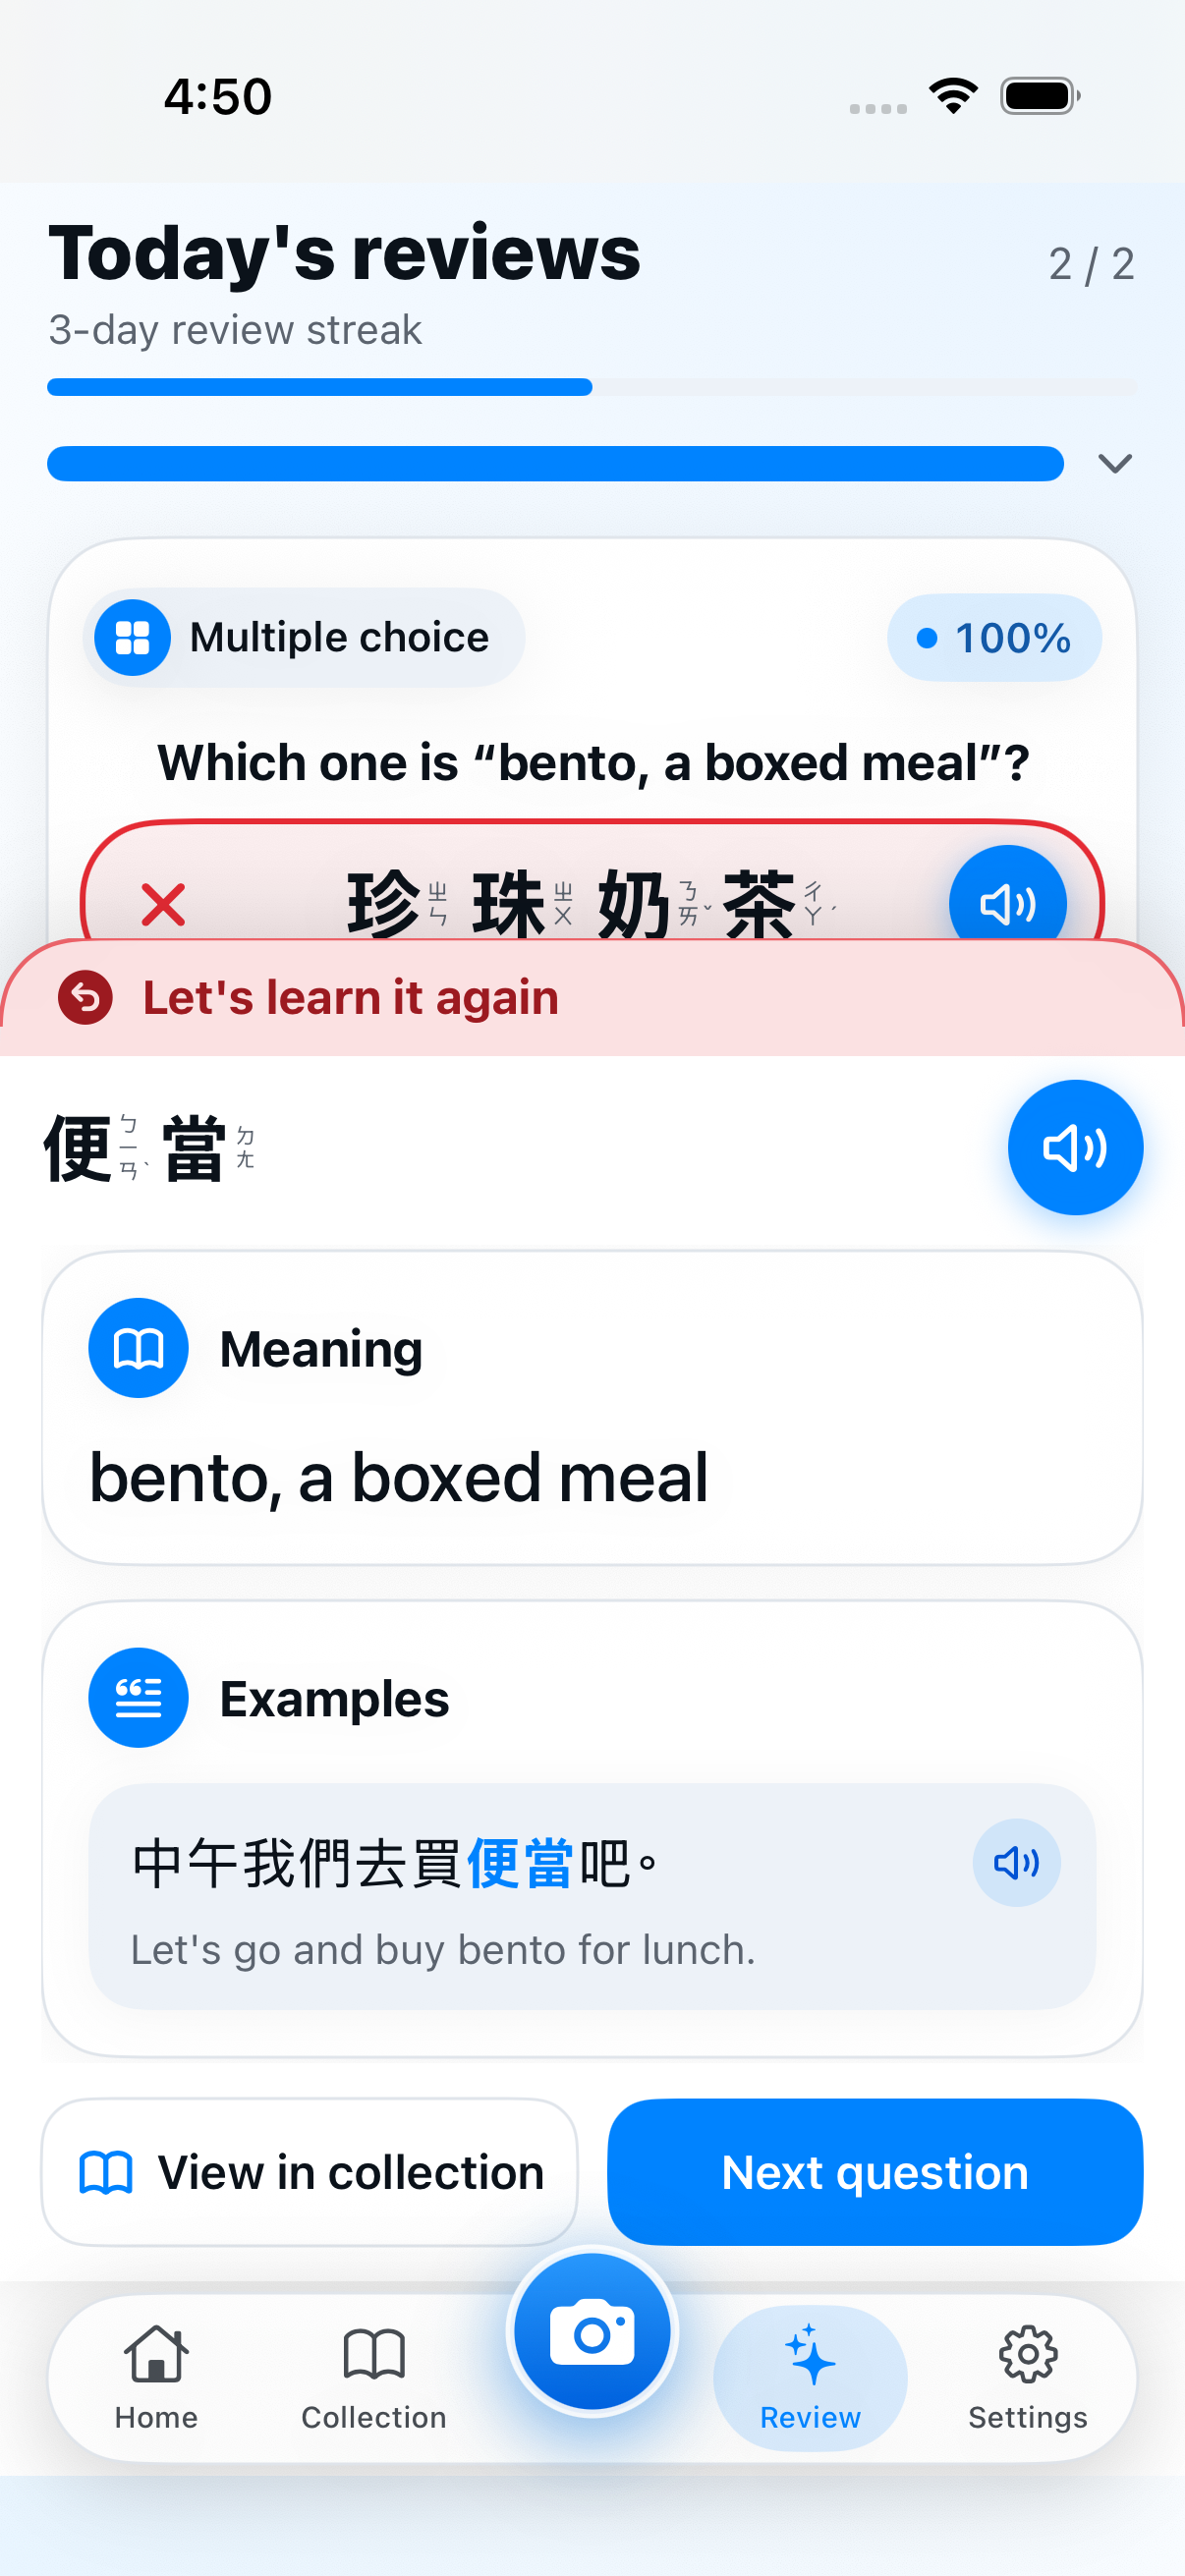 4:50
Today's reviews
2 / 2
3-day review streak
Multiple choice
100%
Which one is “bento, a boxed meal”?
珍ㄓㄣ珠ㄓㄨ奶ㄋㄞˇ茶ㄔㄚˊ
Let's learn it again
便ㄅㄧㄢˋ當ㄉㄤ
Meaning
bento, a boxed meal
Examples
中午我們去買便當吧。
Let's go and buy bento for lunch.
View in collection
Next question
Home
Collection
Review
Settings